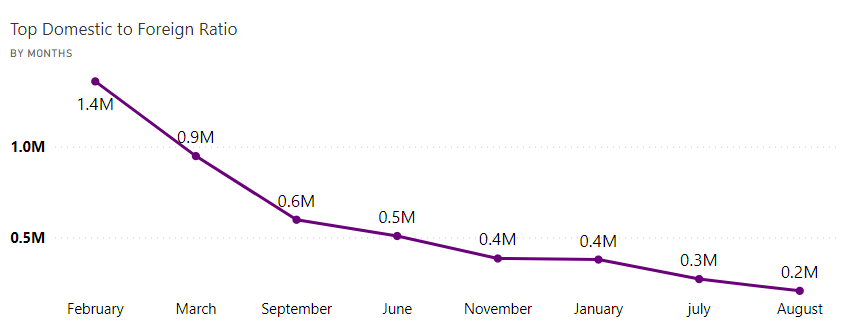 Top Domestic to Foreign Ratio
BY MONTHS
1.4M
0.9M
1.0M
0.6M
0.5M
0.5M
0.4M
0.4M
0.3M
0.2M
February March September June November January july August